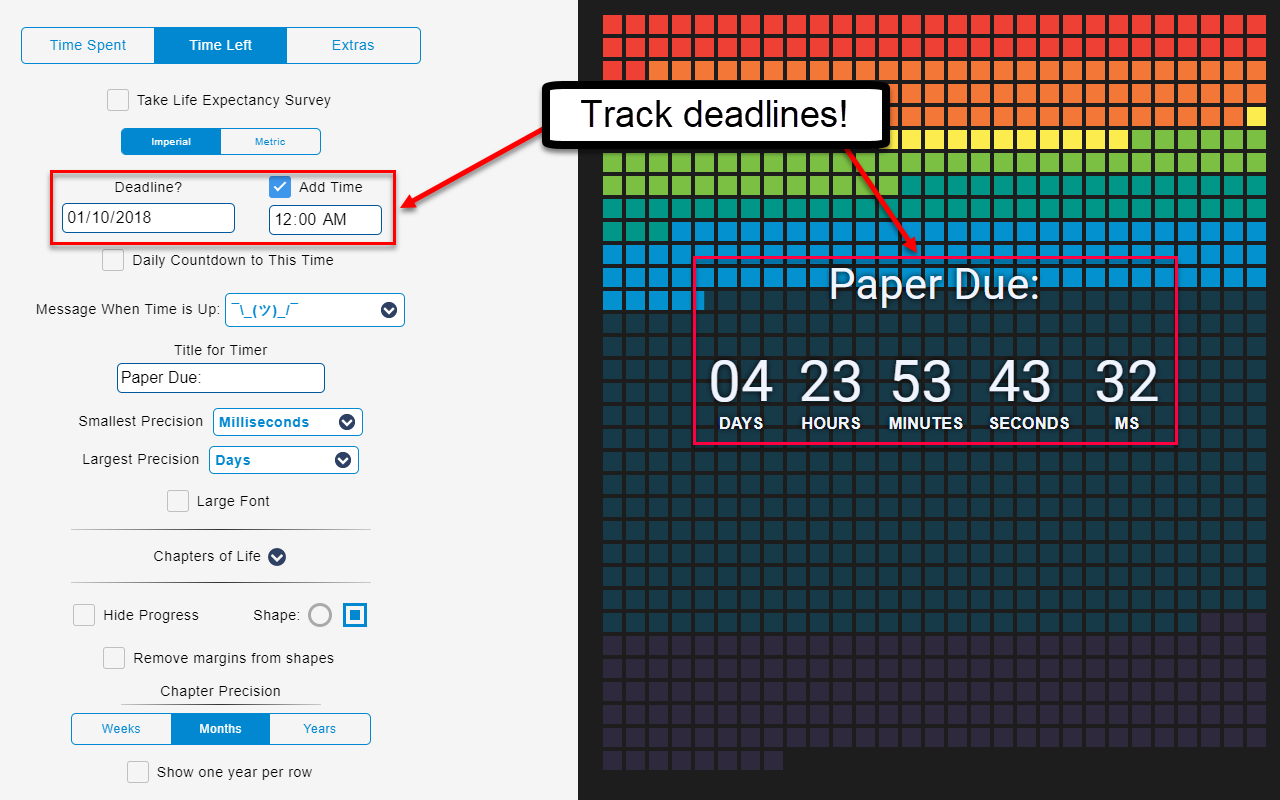 Time Spent Time Left Extras
Take Life Expectancy Survey
Imperial Metric
Deadline? Add Time
01/10/2018 12:00 AM
Daily Countdown to This Time
Message When Time is Up: ¯\_(ツ)_/¯
Title for Timer
Paper Due:
Smallest Precision Milliseconds
Largest Precision Days
Large Font
Chapters of Life
Hide Progress Shape:
Remove margins from shapes
Chapter Precision
Weeks Months Years
Show one year per row
Track deadlines!
Paper Due:
04 23 53 43 32
DAYS HOURS MINUTES SECONDS MS